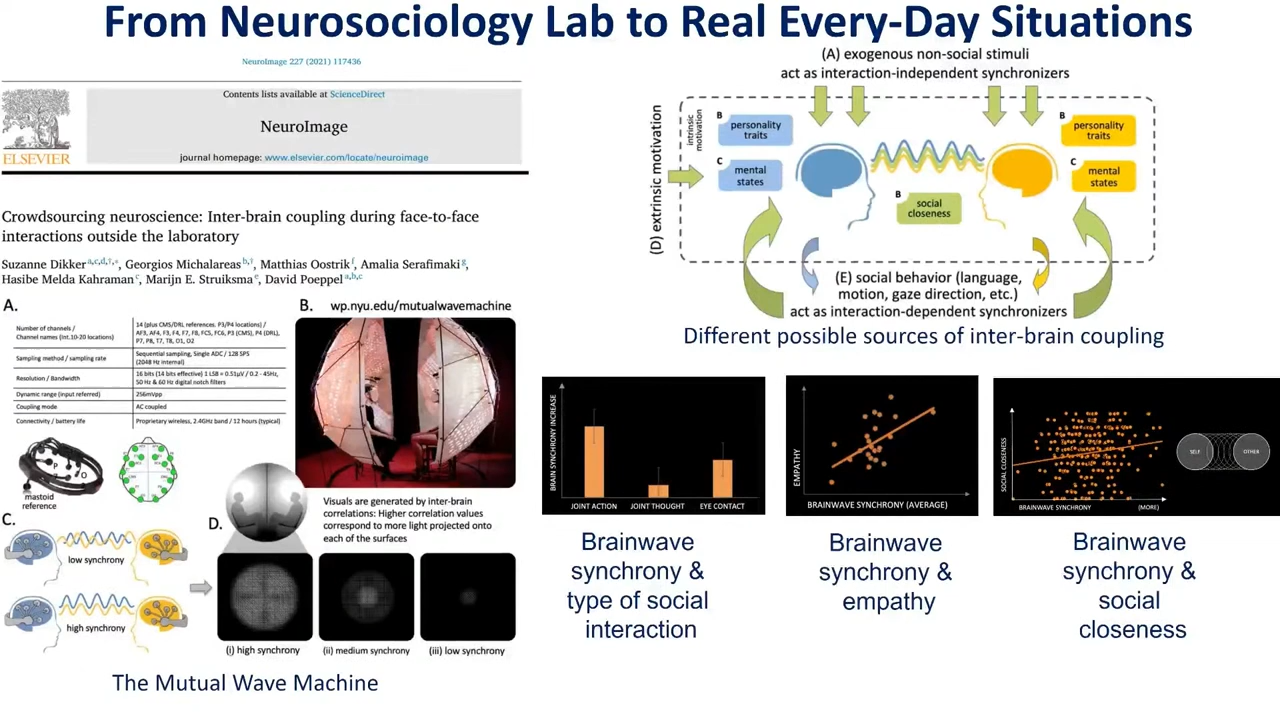 From Neurosociology Lab to Real Every-Day Situations
NeuroImage 227 (2021) 117436
Contents lists available at ScienceDirect
NeuroImage
ELSEVIER
journal homepage: www.elsevier.com/locate/neuroimage
Crowdsourcing neuroscience: Inter-brain coupling during face-to-face
interactions outside the laboratory
Suzanne Dikker a,c,d,†,*, Georgios Michalareas b,†, Matthias Oostrik f, Amalia Serafimaki g,
Hasibe Melda Kahraman c, Marijn E. Struiksma e, David Poeppel a,b,c
A.
Number of channels /
Channel names (Int.10-20 locations)
14 (plus CMS/DRL references. P3/P4 locations) /
AF3, AF4, F3, F4, F7, F8, FC5, FC6, P3 (CMS), P4 (DRL),
P7, P8, T7, T8, O1, O2
Sampling method / sampling rate
Sequential sampling, Single ADC / 128 SPS
(2048 Hz internal)
Resolution / Bandwidth
16 bits (14 bits effective) 1 LSB = 0.51μV / 0.2 - 45Hz,
50 Hz & 60 Hz digital notch filters
Dynamic range (input referred)
256mVpp
Coupling mode
AC coupled
Connectivity / battery life
Proprietary wireless, 2.4GHz band / 12 hours (typical)
F
P
O
mastoid
reference
B.
wp.nyu.edu/mutualwavemachine
Visuals are generated by inter-brain
correlations: Higher correlation values
correspond to more light projected onto
each of the surfaces
C.
low synchrony
high synchrony
D.
(i) high synchrony
(ii) medium synchrony
(iii) low synchrony
The Mutual Wave Machine
(A) exogenous non-social stimuli
act as interaction-independent synchronizers
(D) extrinsic motivation
intrinsic
motivation
B
personality
traits
C
mental
states
B
social
closeness
B
personality
traits
C
mental
states
(E) social behavior (language,
motion, gaze direction, etc.)
act as interaction-dependent synchronizers
Different possible sources of inter-brain coupling
BRAIN SYNCHRONY INCREASE
JOINT ACTION
JOINT THOUGHT
EYE CONTACT
Brainwave
synchrony &
type of social
interaction
EMPATHY
BRAINWAVE SYNCHRONY (AVERAGE)
Brainwave
synchrony &
empathy
SOCIAL CLOSENESS
BRAINWAVE SYNCHRONY
(MORE)
SELF
OTHER
Brainwave
synchrony &
social
closeness